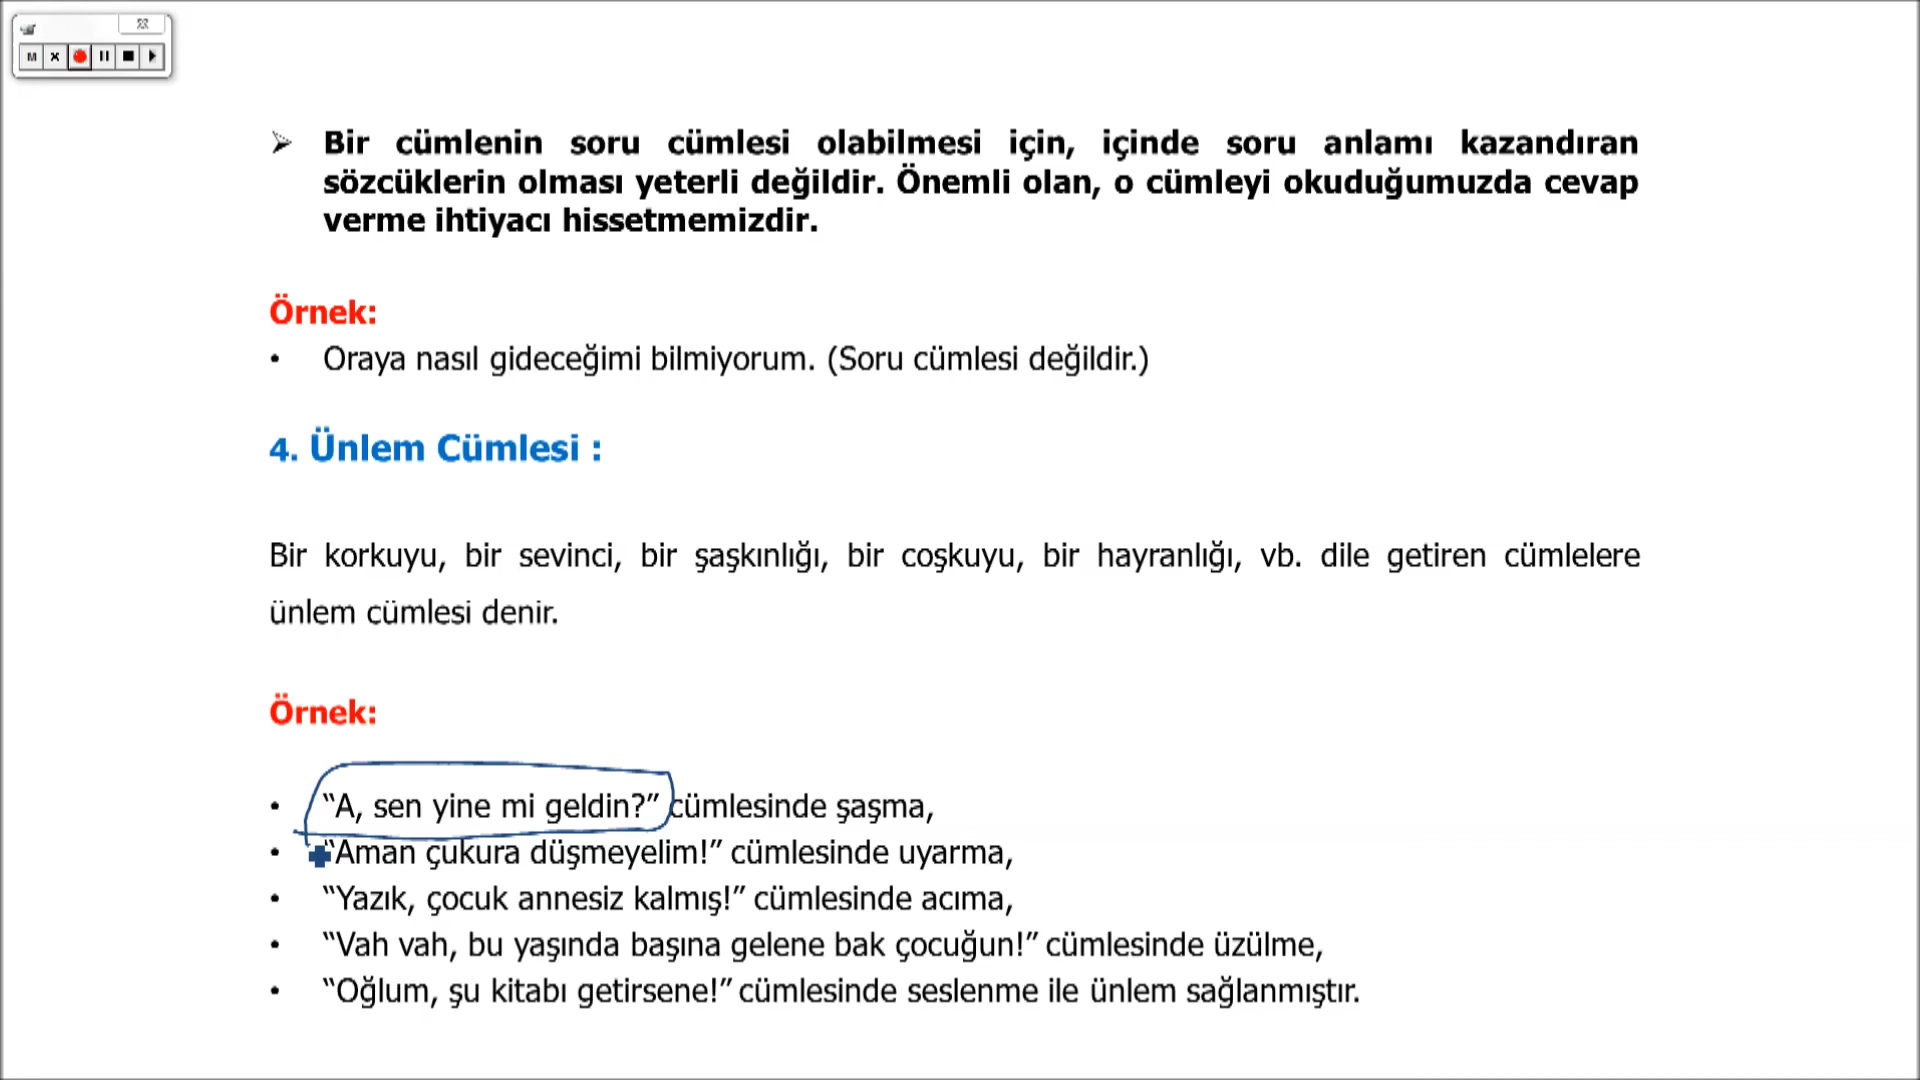 M
Bir cümlenin soru cümlesi olabilmesi için, içinde soru anlamı kazandıran
sözcüklerin olması yeterli değildir. Önemli olan, o cümleyi okuduğumuzda cevap
verme ihtiyacı hissetmemizdir.
Örnek:
• Oraya nasıl gideceğimi bilmiyorum. (Soru cümlesi değildir.)
4. Ünlem Cümlesi :
Bir korkuyu, bir sevinci, bir şaşkınlığı, bir coşkuyu, bir hayranlığı, vb. dile getiren cümlelere
ünlem cümlesi denir.
Örnek:
• “A, sen yine mi geldin?” cümlesinde şaşma,
• “Aman çukura düşmeyelim!” cümlesinde uyarma,
• “Yazık, çocuk annesiz kalmış!” cümlesinde acıma,
• “Vah vah, bu yaşında başına gelene bak çocuğun!” cümlesinde üzülme,
• “Oğlum, şu kitabı getirsene!” cümlesinde seslenme ile ünlem sağlanmıştır.